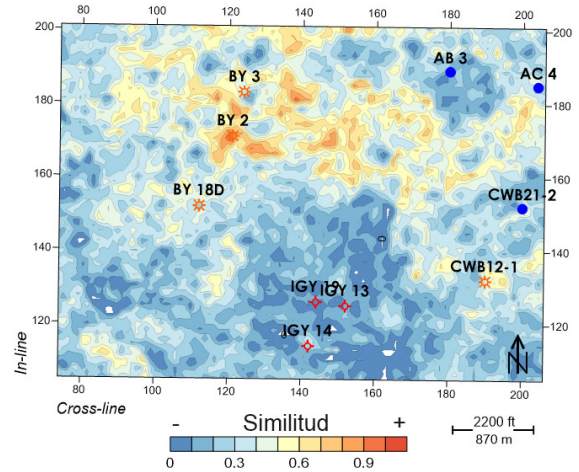 80 100 120 140 160 180 200
200
180
160
140
120
200
180
160
140
120
AB 3
BY 3
AC 4
BY 2
BY 18D
CWB21-2
CWB12-1
IGY 13
IGY 14
In-line
N
80 100 120 140 160 180 200
Cross-line
- Similitud +
0 0.3 0.6 0.9
2200 ft
870 m